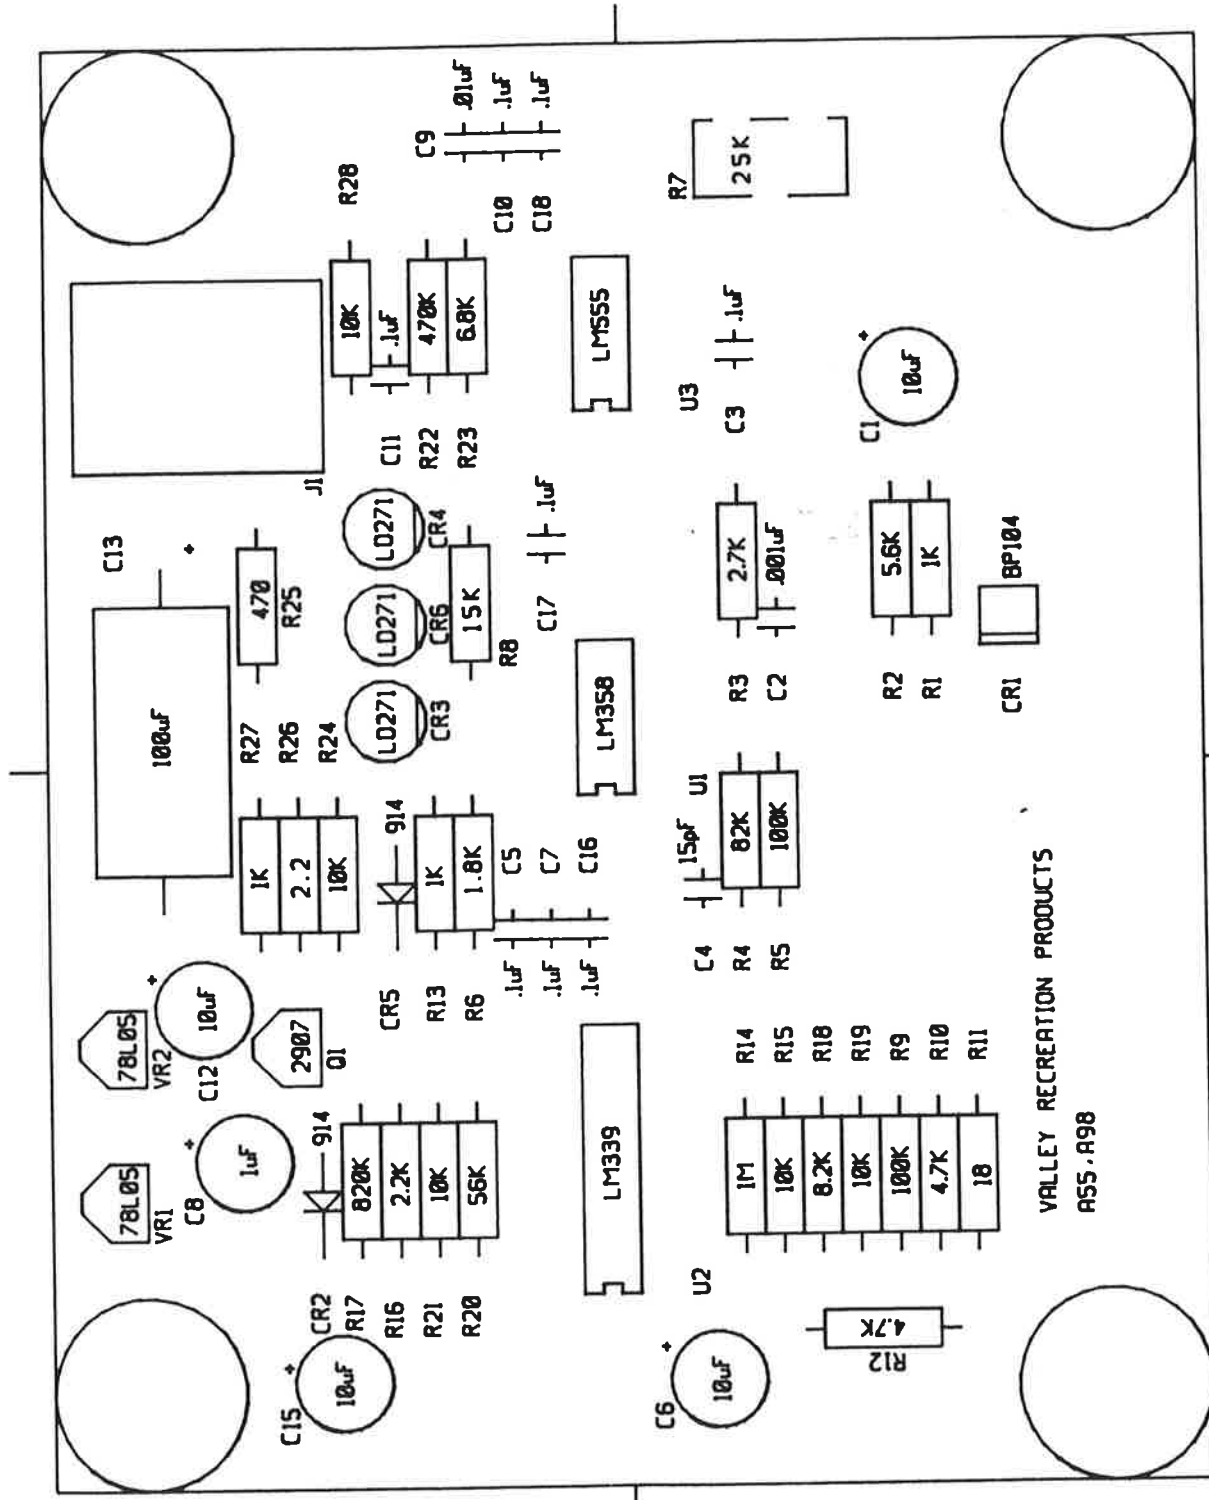 C15
10uF
CR2
R17
R16
R21
R20
820K
2.2K
10K
56K
914
VR1
78L05
C8
1uF
VR2
78L05
C12
10uF
2907
Q1
100uF
C13
1K
2.2
10K
R27
R26
R24
470
R25
J1
CR5
914
R13
R6
1K
1.8K
LD271
CR3
LD271
CR6
LD271
CR4
15K
R8
10K
R28
C11
.1uF
R22
470K
R23
6.8K
C9
.01uF
C10
.1uF
C18
.1uF
.1uF
C5
.1uF
C7
.1uF
C16
C17
.1uF
LM339
U2
LM358
U1
LM555
U3
C6
10uF
R12
4.7K
1M
R14
10K
R15
8.2K
R18
10K
R19
100K
R9
4.7K
R10
18
R11
C4
15pF
R4
82K
R5
100K
R3
2.7K
C2
.001uF
C3
.1uF
R7
25K
R2
5.6K
R1
1K
C1
10uF
CR1
BP104
VALLEY RECREATION PRODUCTS
A55,A98